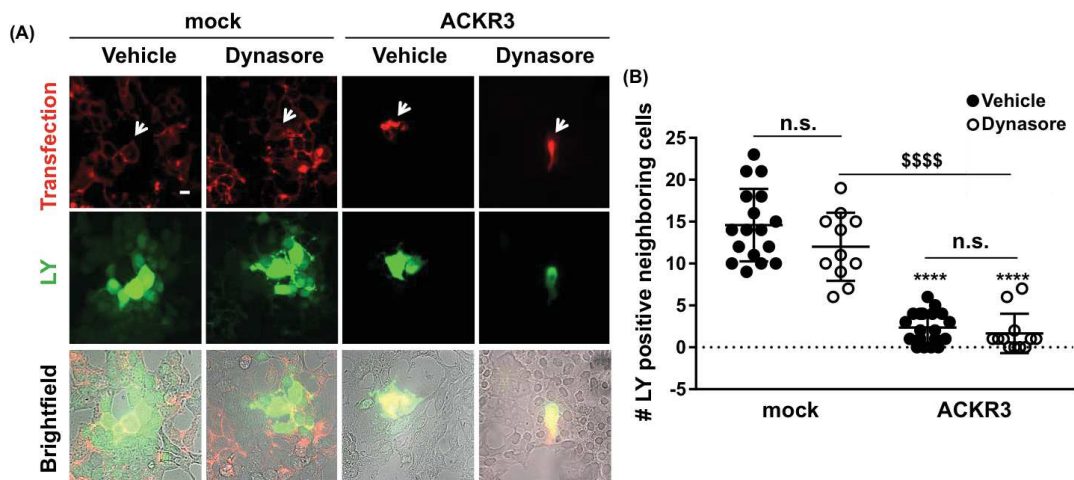 (A)
mock
ACKR3
Vehicle
Dynasore
Vehicle
Dynasore
Transfection
LY
Brightfield
(B)
Vehicle
Dynasore
# LY positive neighboring cells
25
20
15
10
5
0
-5
n.s.
$$$$
n.s.
****
****
mock
ACKR3